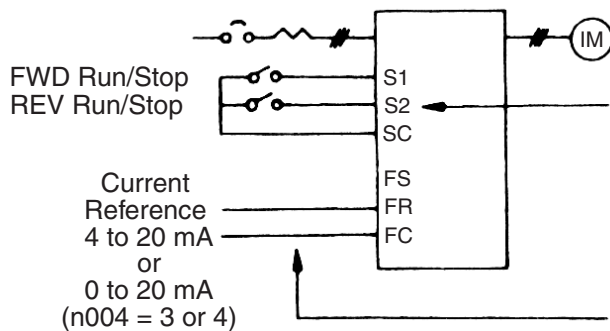 IM
FWD Run/Stop
S1
REV Run/Stop
S2
SC
FS
Current
Reference
FR
4 to 20 mA
FC
or
0 to 20 mA
(n004 = 3 or 4)